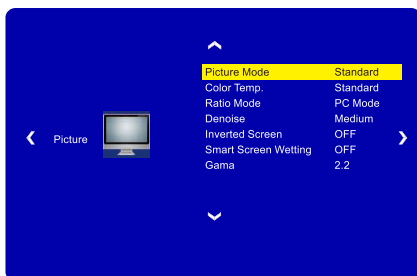 Picture Mode Standard
Color Temp. Standard
Ratio Mode PC Mode
Denoise Medium
Picture
Inverted Screen OFF
Smart Screen Wetting OFF
Gama 2.2